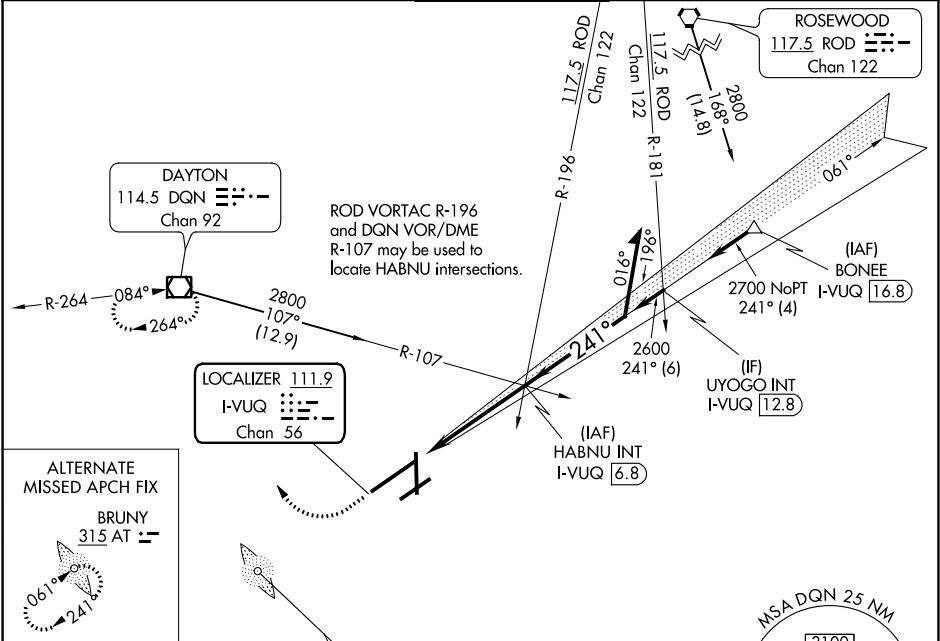 ROSEWOOD
117.5 ROD
Chan 122
117.5 ROD
Chan 122
R-196
117.5 ROD
Chan 122
R-181
2800
168°
(14.8)
061°
DAYTON
114.5 DQN
Chan 92
ROD VORTAC R-196
and DQN VOR/DME
R-107 may be used to
locate HABNU intersections.
R-264
084°
264°
2800
107°
(12.9)
R-107
016°
196°
241°
(IAF)
BONEE
I-VUQ 16.8
2700 NoPT
241° (4)
2600
241° (6)
(IF)
UYOGO INT
I-VUQ 12.8
LOCALIZER 111.9
I-VUQ
Chan 56
(IAF)
HABNU INT
I-VUQ 6.8
ALTERNATE
MISSED APCH FIX
BRUNY
315 AT
061°
241°
MSA DQN 25 NM
3100